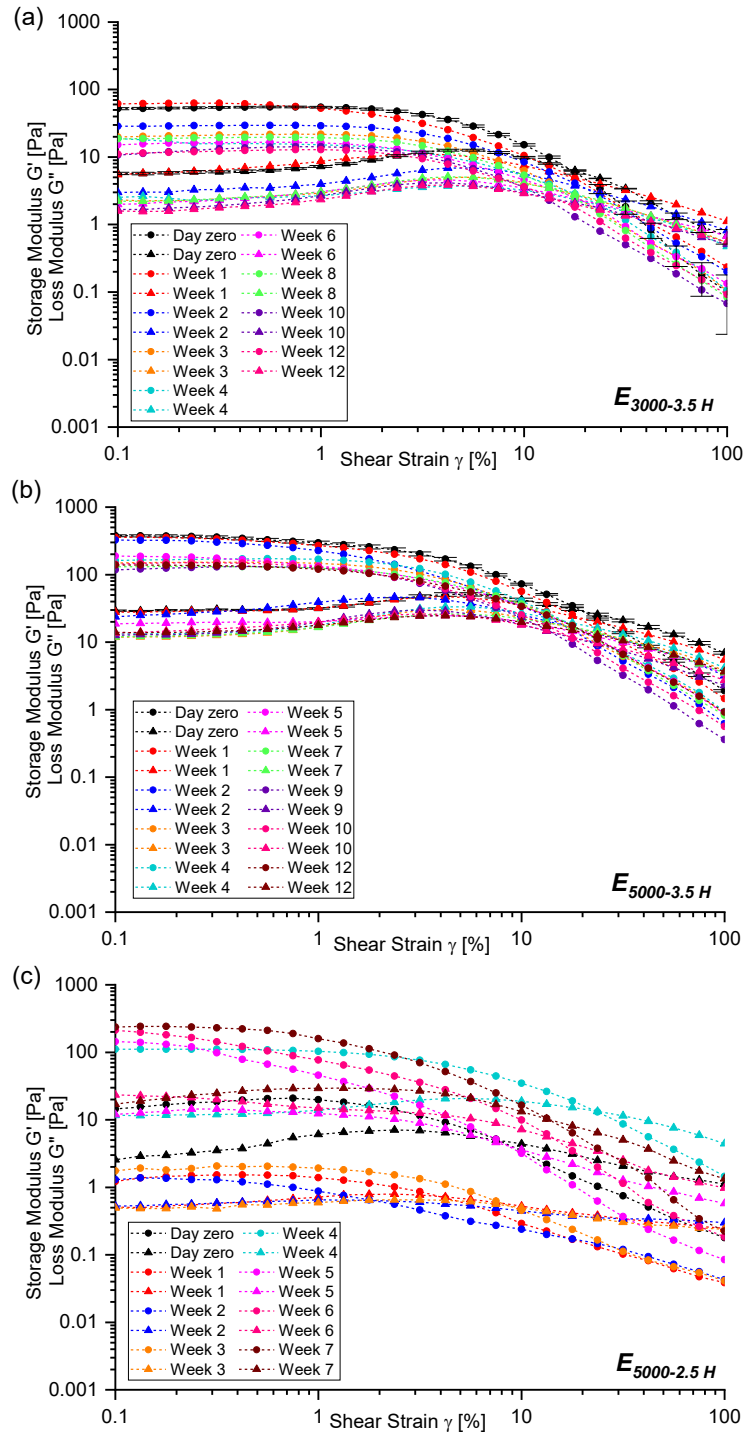 (a)
1000
100
10
1
0.1
0.01
0.001
Storage Modulus G' [Pa]
Loss Modulus G" [Pa]
Day zero
Day zero
Week 1
Week 1
Week 2
Week 2
Week 3
Week 3
Week 4
Week 4
Week 6
Week 6
Week 8
Week 8
Week 10
Week 10
Week 12
Week 12
E3000-3.5 H
0.1 1 10 100
Shear Strain γ [%]
(b)
1000
100
10
1
0.1
0.01
0.001
Storage Modulus G' [Pa]
Loss Modulus G" [Pa]
Day zero
Day zero
Week 1
Week 1
Week 2
Week 2
Week 3
Week 3
Week 4
Week 4
Week 5
Week 5
Week 7
Week 7
Week 9
Week 9
Week 10
Week 10
Week 12
Week 12
E5000-3.5 H
0.1 1 10 100
Shear Strain γ [%]
(c)
1000
100
10
1
0.1
0.01
0.001
Storage Modulus G' [Pa]
Loss Modulus G" [Pa]
Day zero
Day zero
Week 1
Week 1
Week 2
Week 2
Week 3
Week 3
Week 4
Week 4
Week 5
Week 5
Week 6
Week 6
Week 7
Week 7
E5000-2.5 H
0.1 1 10 100
Shear Strain γ [%]